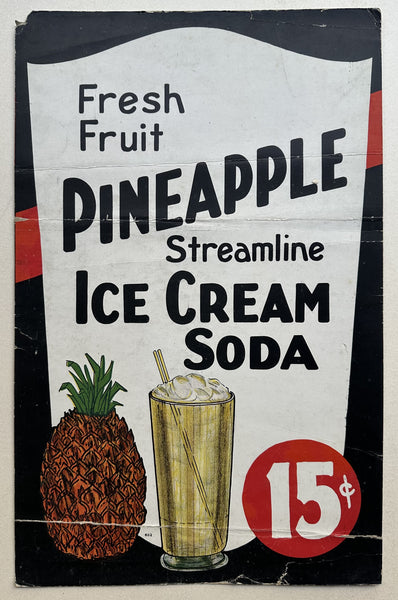 Fresh
Fruit
PINEAPPLE
Streamline
ICE CREAM
SODA
15¢